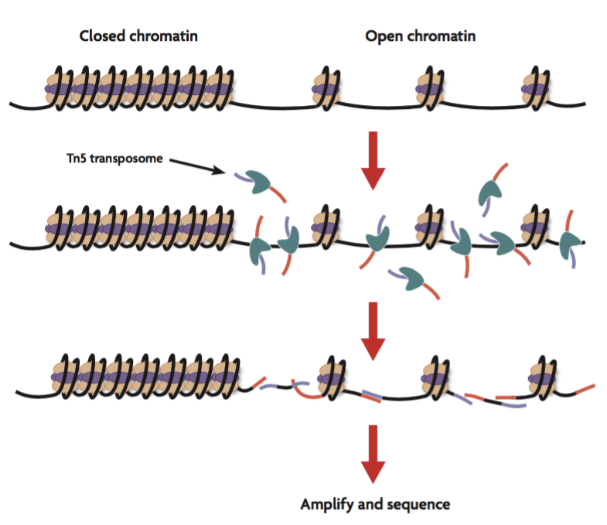 Closed chromatin
Open chromatin
Tn5 transposome
Amplify and sequence